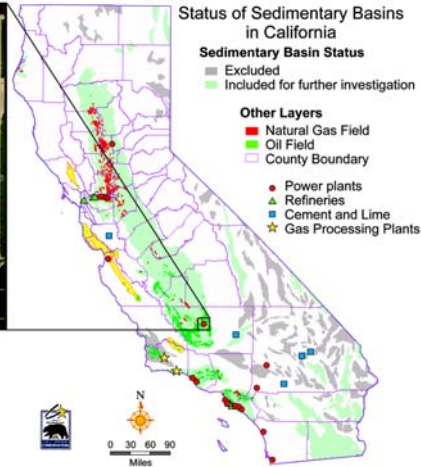 Status of Sedimentary Basins
in California
Sedimentary Basin Status
Excluded
Included for further investigation
Other Layers
Natural Gas Field
Oil Field
County Boundary
Power plants
Refineries
Cement and Lime
Gas Processing Plants
N
0 30 60 90
Miles